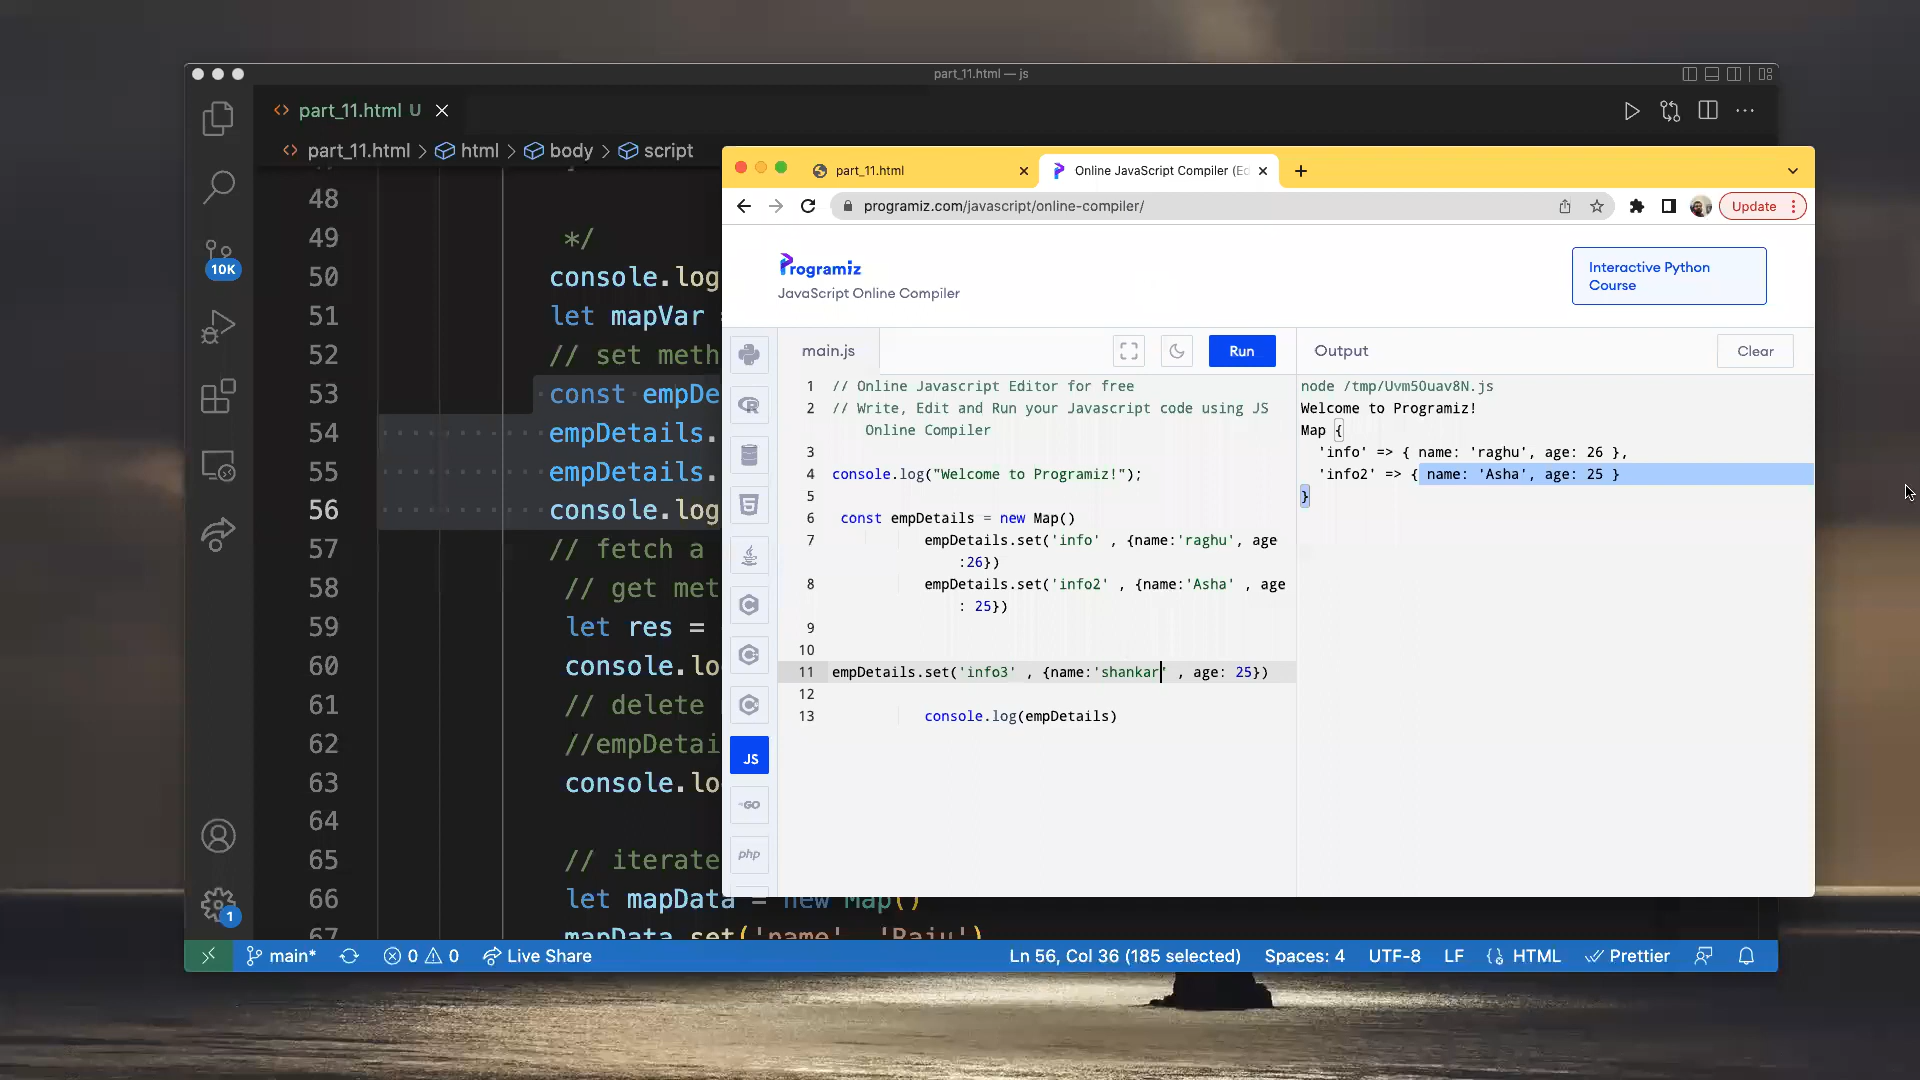 part_11.html — js
part_11.html U
part_11.html > html > body > script
48
49 */
50 console.log
51 let mapVar
52 // set meth
53 const empDe
54 empDetails.
55 empDetails.
56 console.log
57 // fetch a
58 // get met
59 let res =
60 console.lo
61 // delete
62 //empDetai
63 console.lo
64
65 // iterate
66 let mapData = new Map()
67 mapData.set('name', 'Raju')
10K
1
main* 0 0 Live Share Ln 56, Col 36 (185 selected) Spaces: 4 UTF-8 LF HTML Prettier
part_11.html
Online JavaScript Compiler (Ed
programiz.com/javascript/online-compiler/
Update
Programiz
JavaScript Online Compiler
Interactive Python
Course
main.js
Run
Output
Clear
1 // Online Javascript Editor for free
2 // Write, Edit and Run your Javascript code using JS
Online Compiler
3
4 console.log("Welcome to Programiz!");
5
6 const empDetails = new Map()
7 empDetails.set('info' , {name:'raghu', age
:26})
8 empDetails.set('info2' , {name:'Asha' , age
: 25})
9
10
11 empDetails.set('info3' , {name:'shankar' , age: 25})
12
13 console.log(empDetails)
JS
GO
php
node /tmp/Uvm5Ouav8N.js
Welcome to Programiz!
Map {
'info' => { name: 'raghu', age: 26 },
'info2' => { name: 'Asha', age: 25 }
}